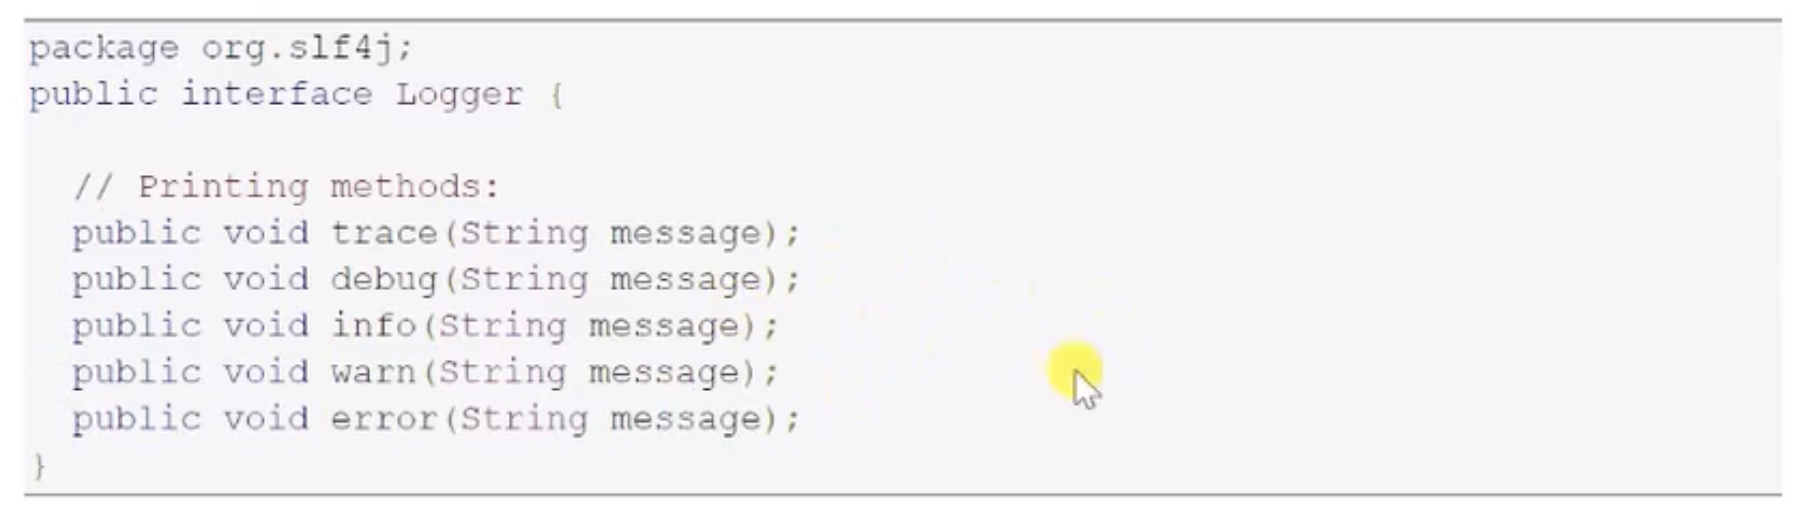 package org.slf4j;
public interface Logger {
// Printing methods:
public void trace(String message);
public void debug(String message);
public void info(String message);
public void warn(String message);
public void error(String message);
}